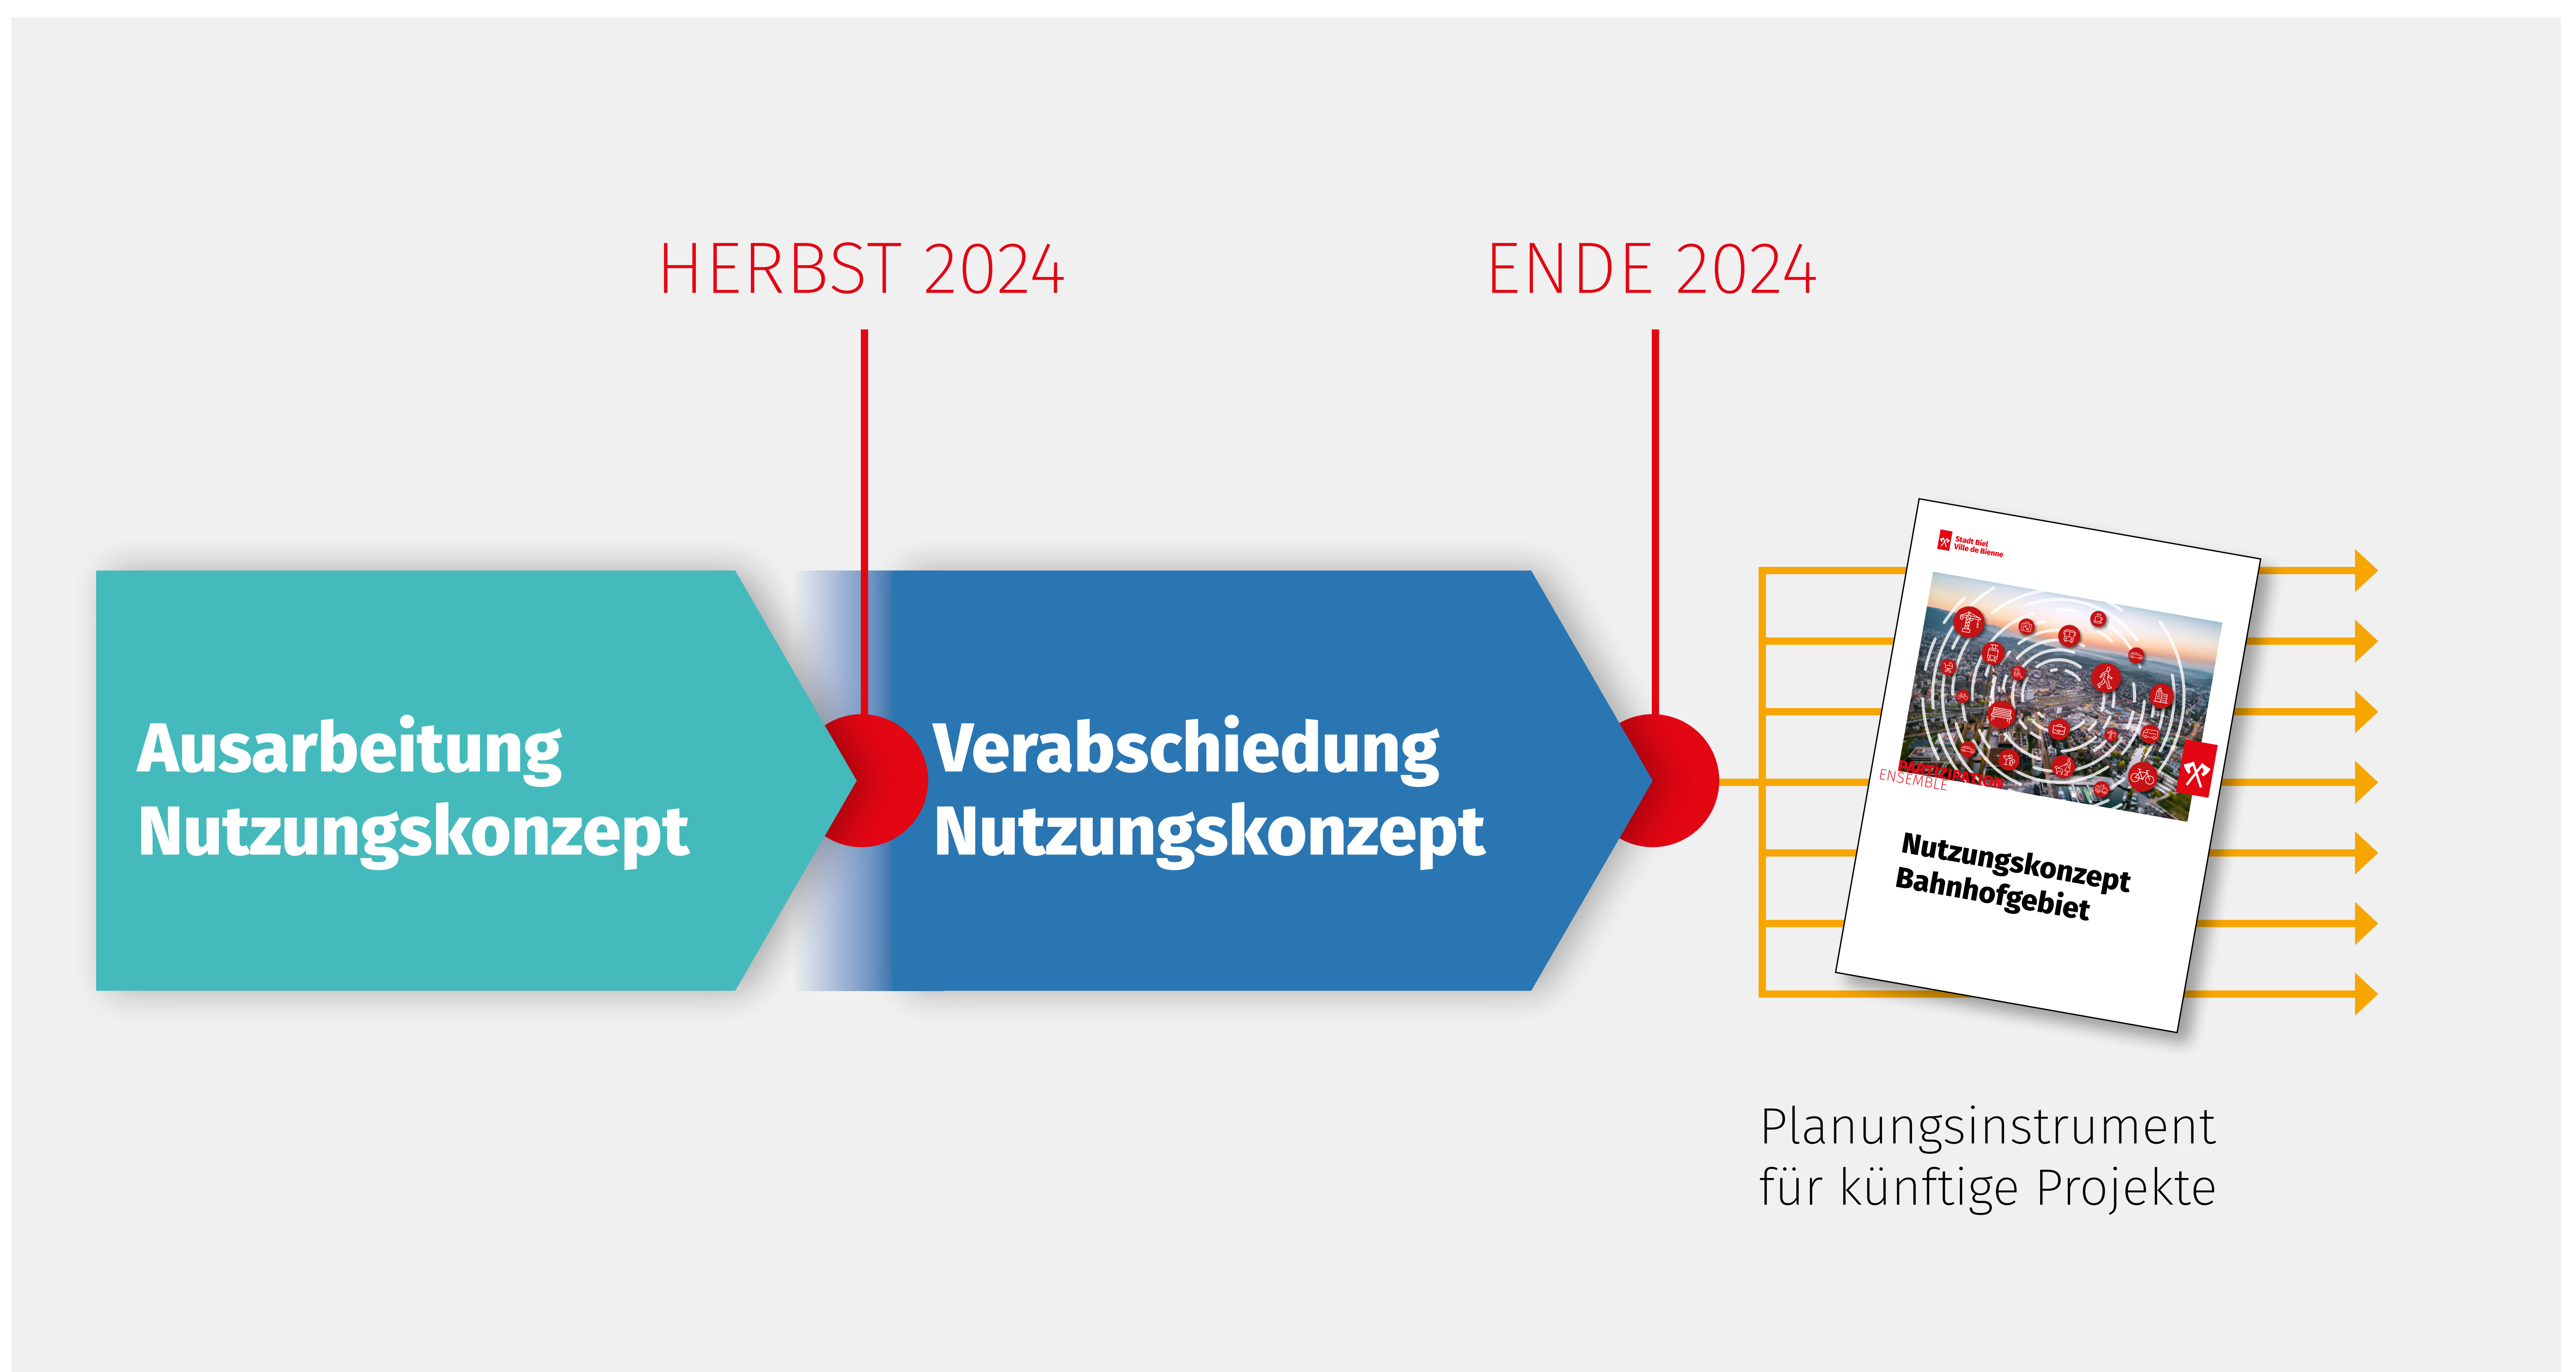 HERBST 2024
ENDE 2024
Ausarbeitung
Nutzungskonzept
Verabschiedung
Nutzungskonzept
Stadt Biel
Ville de Bienne
PARTIZIPATION
ENSEMBLE
Nutzungskonzept
Bahnhofgebiet
Planungsinstrument
für künftige Projekte